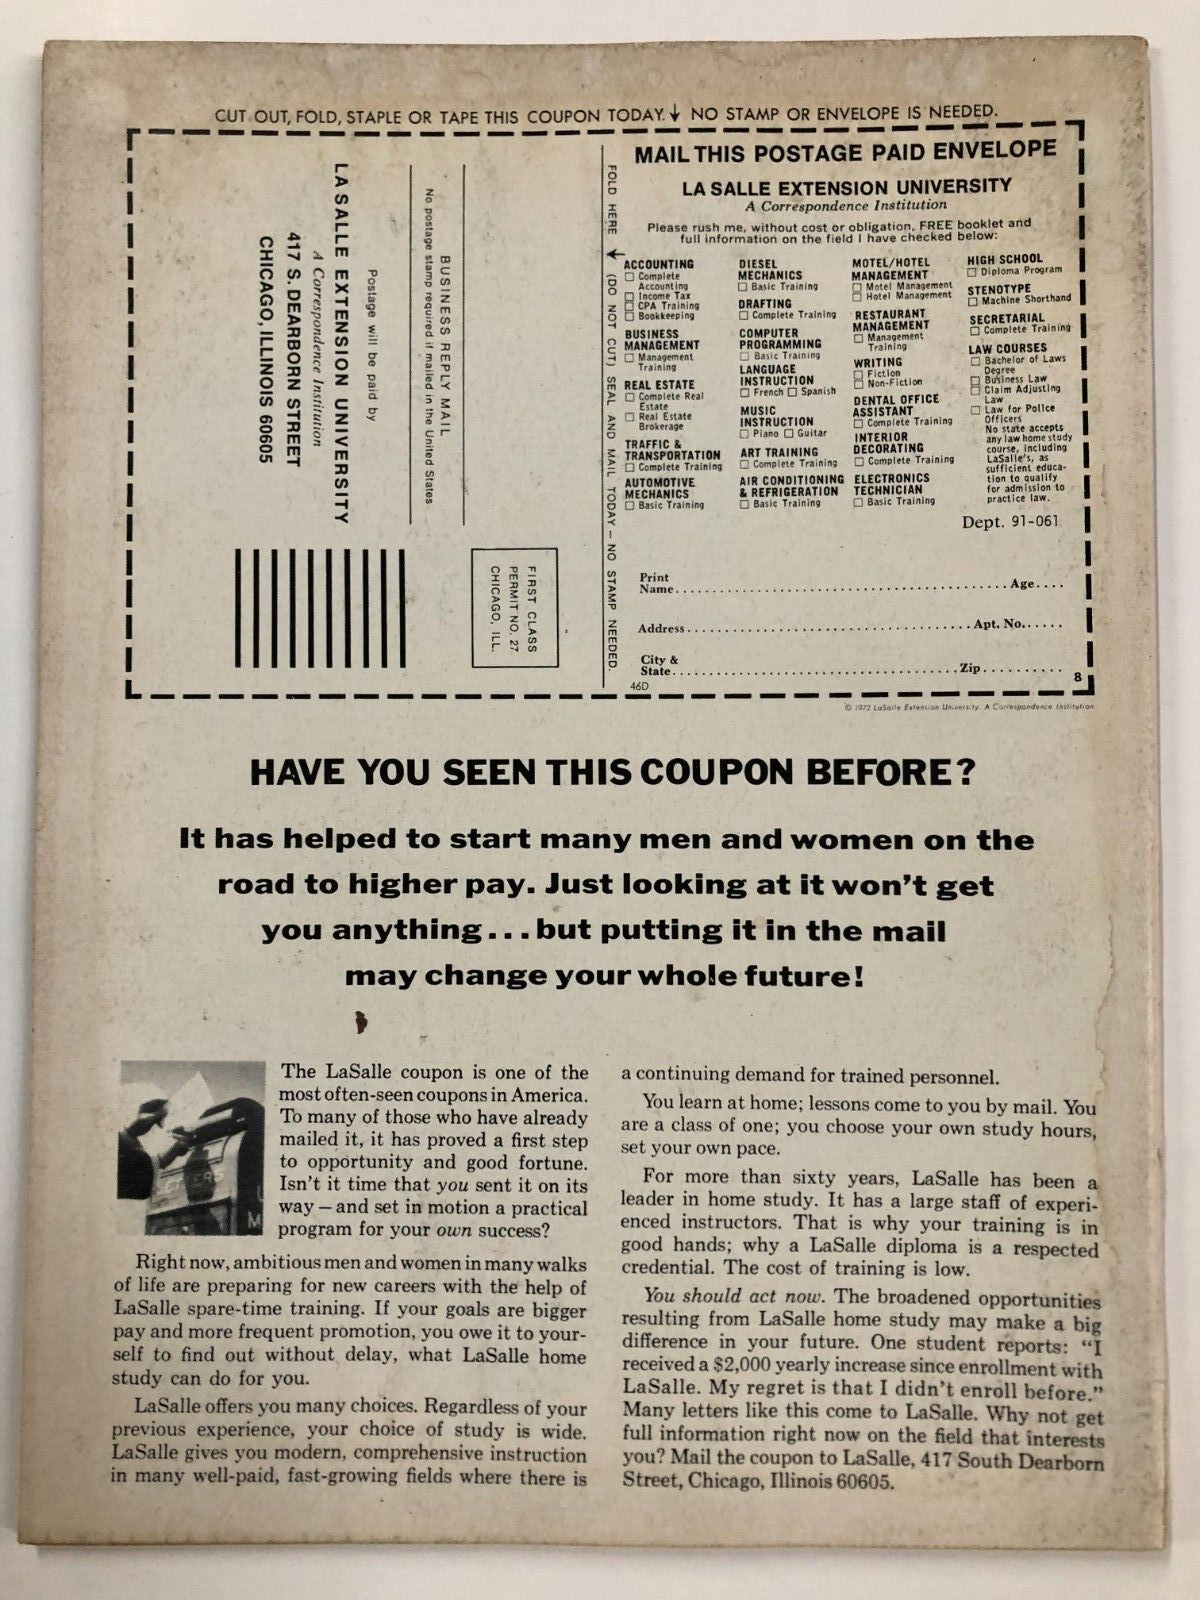 CUT OUT, FOLD, STAPLE OR TAPE THIS COUPON TODAY. ↓ NO STAMP OR ENVELOPE IS NEEDED.
LA SALLE EXTENSION UNIVERSITY
A Correspondence Institution
417 S. DEARBORN STREET
CHICAGO, ILLINOIS 60605
Postage will be paid by
BUSINESS REPLY MAIL
No postage stamp required if mailed in the United States
FIRST CLASS
PERMIT NO. 27
CHICAGO, ILL.
FOLD HERE ↓ (DO NOT CUT) SEAL AND MAIL TODAY – NO STAMP NEEDED.
MAIL THIS POSTAGE PAID ENVELOPE
LA SALLE EXTENSION UNIVERSITY
A Correspondence Institution
Please rush me, without cost or obligation, FREE booklet and
full information on the field I have checked below:
ACCOUNTING
☐ Complete
Accounting
☐ Income Tax
☐ CPA Training
☐ Bookkeeping
BUSINESS
MANAGEMENT
☐ Management
Training
REAL ESTATE
☐ Complete Real
Estate
☐ Real Estate
Brokerage
TRAFFIC &
TRANSPORTATION
☐ Complete Training
AUTOMOTIVE
MECHANICS
☐ Basic Training
DIESEL
MECHANICS
☐ Basic Training
DRAFTING
☐ Complete Training
COMPUTER
PROGRAMMING
☐ Basic Training
LANGUAGE
INSTRUCTION
☐ French ☐ Spanish
MUSIC
INSTRUCTION
☐ Piano ☐ Guitar
ART TRAINING
☐ Complete Training
AIR CONDITIONING
& REFRIGERATION
☐ Basic Training
MOTEL/HOTEL
MANAGEMENT
☐ Motel Management
☐ Hotel Management
RESTAURANT
MANAGEMENT
☐ Management
Training
WRITING
☐ Fiction
☐ Non-Fiction
DENTAL OFFICE
ASSISTANT
☐ Complete Training
INTERIOR
DECORATING
☐ Complete Training
ELECTRONICS
TECHNICIAN
☐ Basic Training
HIGH SCHOOL
☐ Diploma Program
STENOTYPE
☐ Machine Shorthand
SECRETARIAL
☐ Complete Training
LAW COURSES
☐ Bachelor of Laws
Degree
☐ Business Law
☐ Claim Adjusting
Law
☐ Law for Police
Officers
No state accepts
any law home study
course, including
LaSalle's, as
sufficient educa-
tion to qualify
for admission to
practice law.
Dept. 91-061
Print
Name.......Age....
Address.......Apt. No......
City &
State.......Zip..........
46D
8
© 1972 LaSalle Extension University. A Correspondence Institution
HAVE YOU SEEN THIS COUPON BEFORE?
It has helped to start many men and women on the
road to higher pay. Just looking at it won't get
you anything...but putting it in the mail
may change your whole future!
The LaSalle coupon is one of the
most often-seen coupons in America.
To many of those who have already
mailed it, it has proved a first step
to opportunity and good fortune.
Isn't it time that you sent it on its
way – and set in motion a practical
program for your own success?
Right now, ambitious men and women in many walks
of life are preparing for new careers with the help of
LaSalle spare-time training. If your goals are bigger
pay and more frequent promotion, you owe it to your-
self to find out without delay, what LaSalle home
study can do for you.
LaSalle offers you many choices. Regardless of your
previous experience, your choice of study is wide.
LaSalle gives you modern, comprehensive instruction
in many well-paid, fast-growing fields where there is
a continuing demand for trained personnel.
You learn at home; lessons come to you by mail. You
are a class of one; you choose your own study hours,
set your own pace.
For more than sixty years, LaSalle has been a
leader in home study. It has a large staff of experi-
enced instructors. That is why your training is in
good hands; why a LaSalle diploma is a respected
credential. The cost of training is low.
You should act now. The broadened opportunities
resulting from LaSalle home study may make a big
difference in your future. One student reports: “I
received a $2,000 yearly increase since enrollment with
LaSalle. My regret is that I didn't enroll before.”
Many letters like this come to LaSalle. Why not get
full information right now on the field that interests
you? Mail the coupon to LaSalle, 417 South Dearborn
Street, Chicago, Illinois 60605.